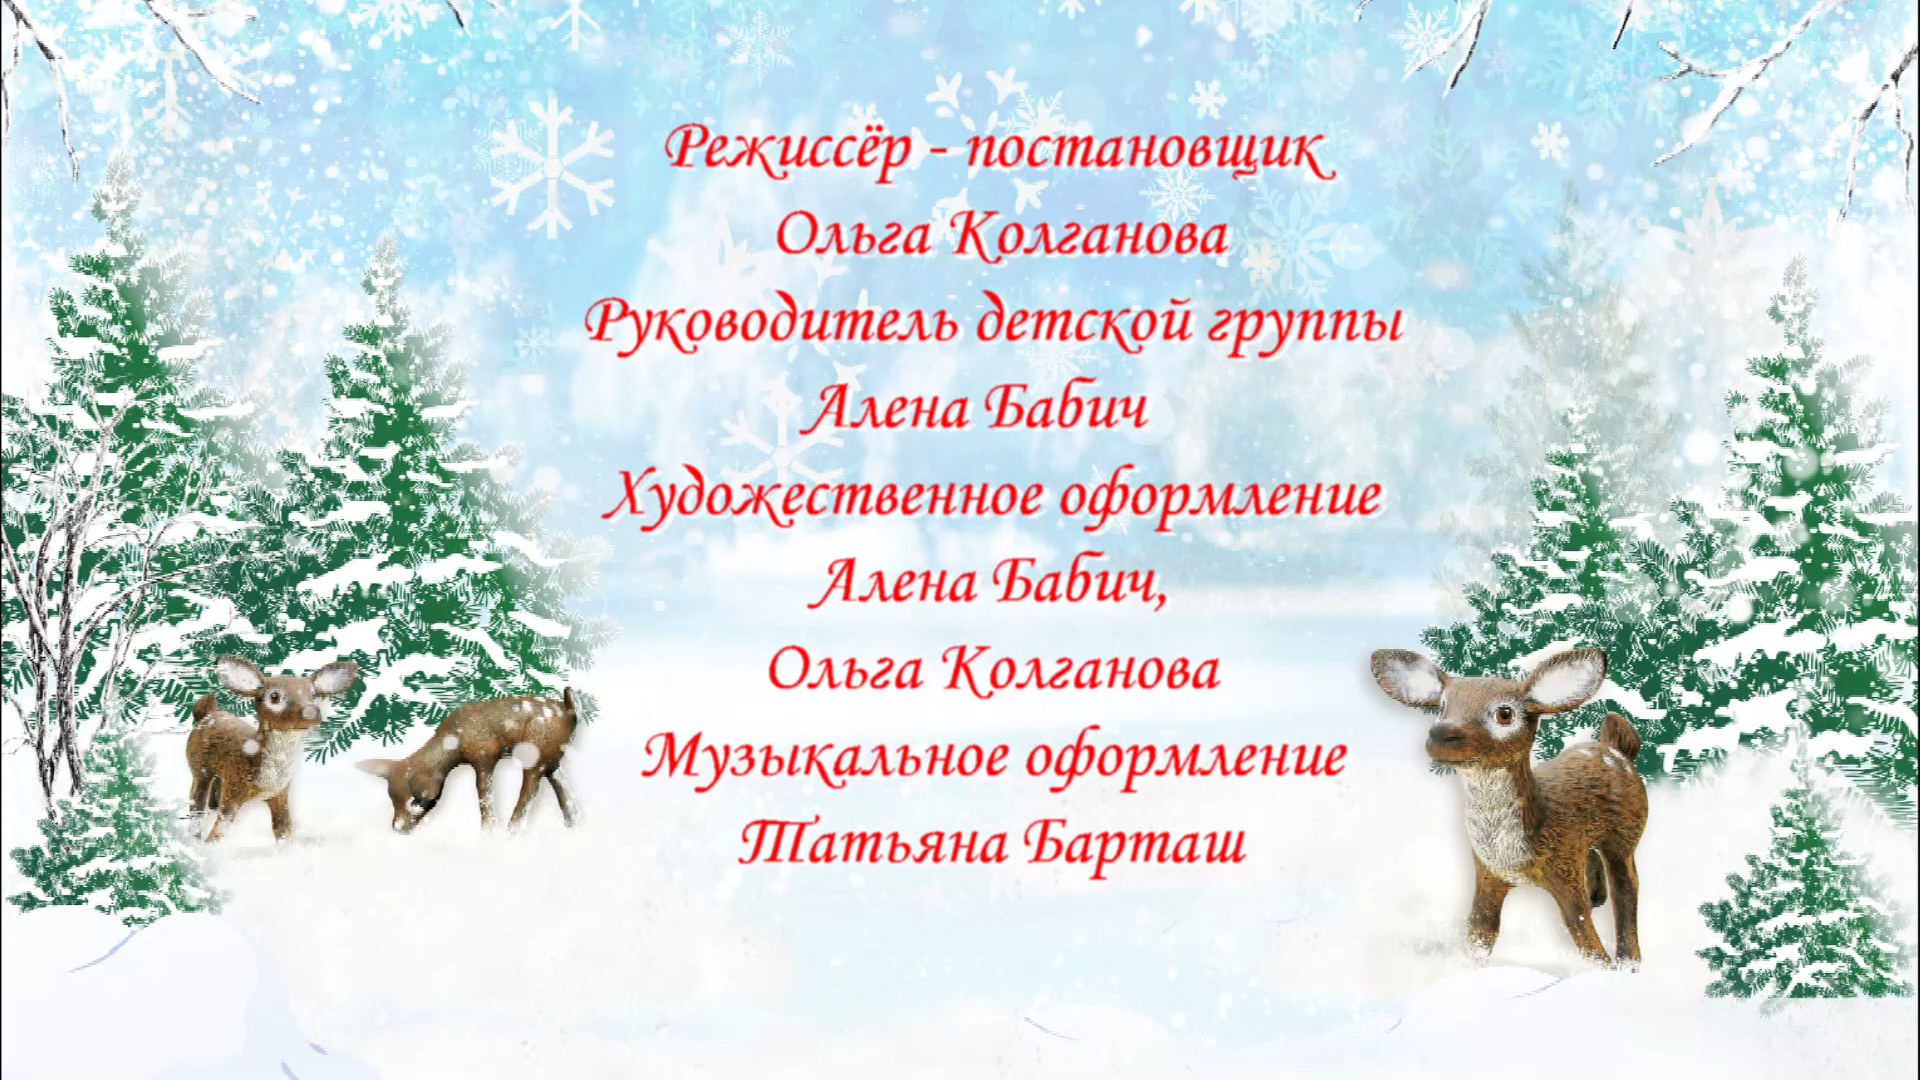 Режиссёр - постановщик
Ольга Колганова
Руководитель детской группы
Алена Бабич
Художественное оформление
Алена Бабич,
Ольга Колганова
Музыкальное оформление
Татьяна Барташ